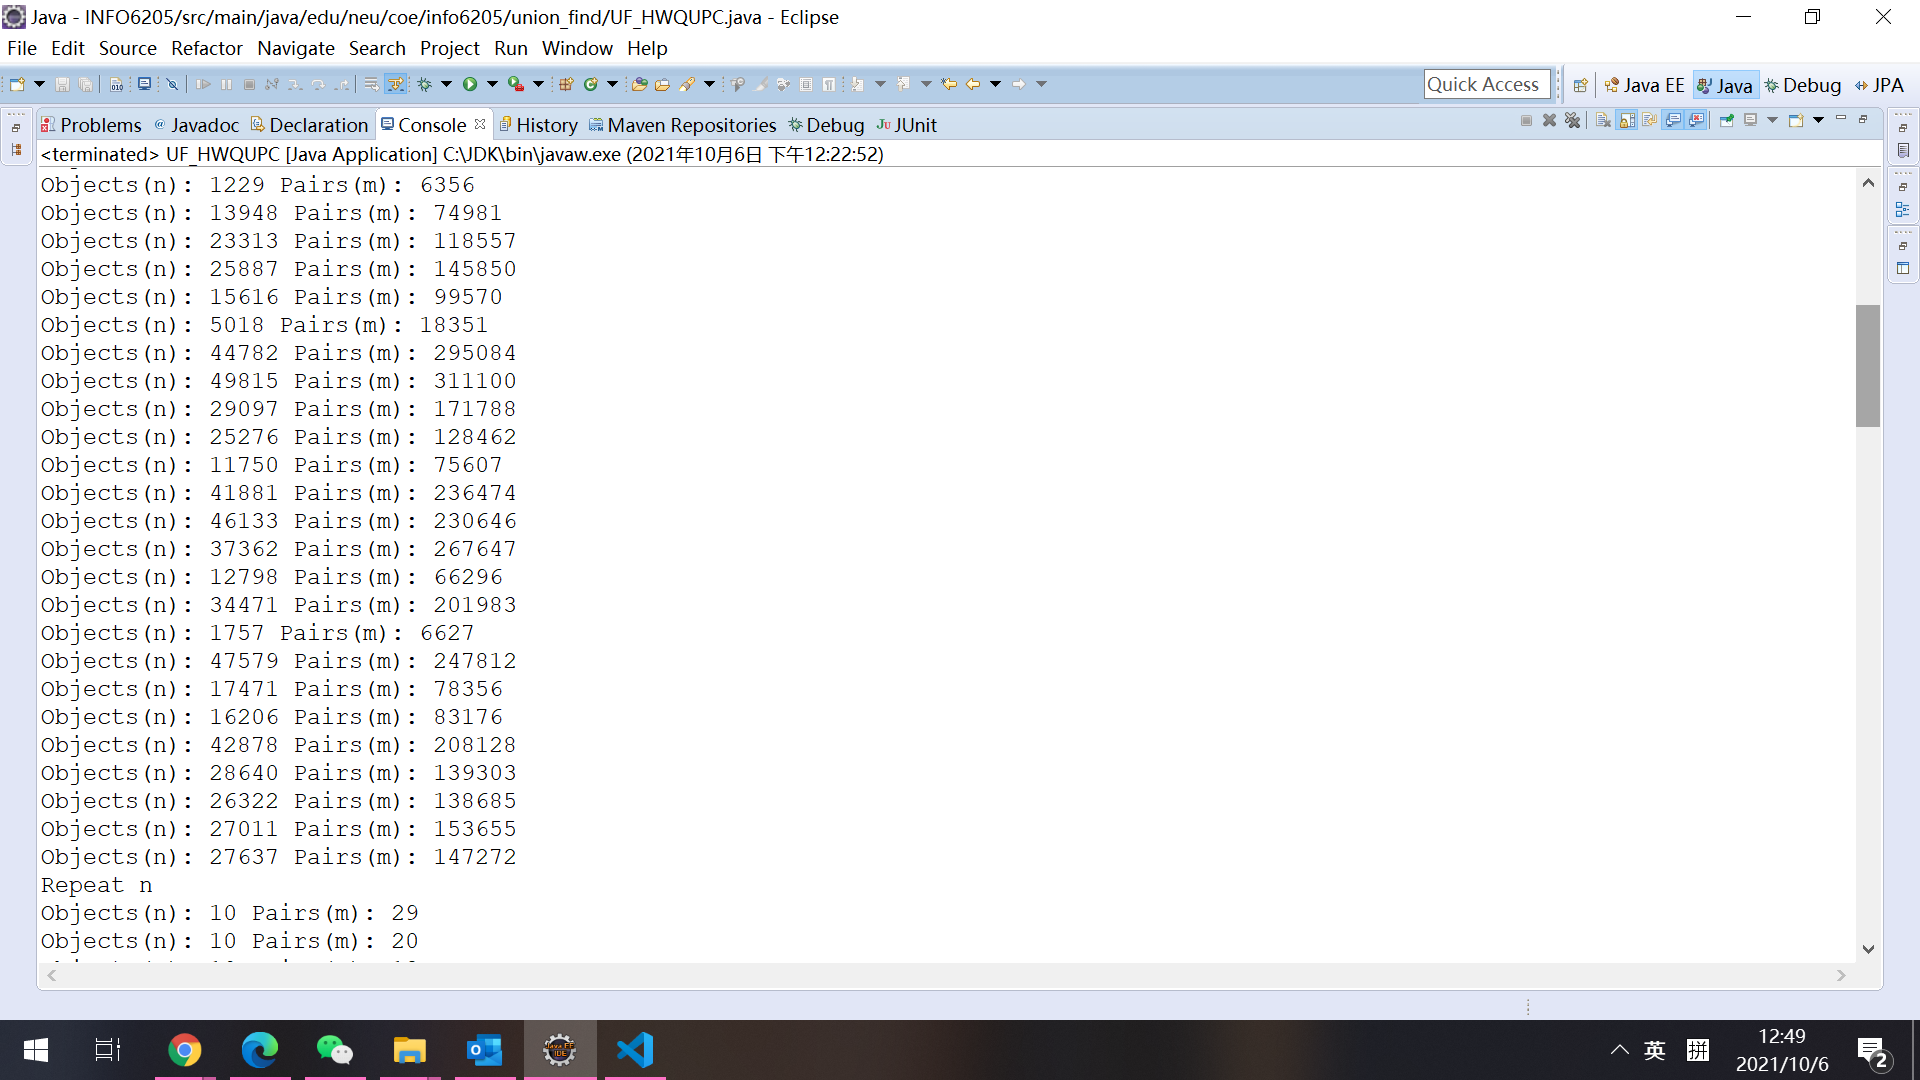 Java - INFO6205/src/main/java/edu/neu/coe/info6205/union_find/UF_HWQUPC.java - Eclipse
File Edit Source Refactor Navigate Search Project Run Window Help
Quick Access Java EE Java Debug JPA
Problems Javadoc Declaration Console History Maven Repositories Debug JUnit
<terminated> UF_HWQUPC [Java Application] C:\JDK\bin\javaw.exe (2021年10月6日 下午12:22:52)
Objects(n): 1229 Pairs(m): 6356
Objects(n): 13948 Pairs(m): 74981
Objects(n): 23313 Pairs(m): 118557
Objects(n): 25887 Pairs(m): 145850
Objects(n): 15616 Pairs(m): 99570
Objects(n): 5018 Pairs(m): 18351
Objects(n): 44782 Pairs(m): 295084
Objects(n): 49815 Pairs(m): 311100
Objects(n): 29097 Pairs(m): 171788
Objects(n): 25276 Pairs(m): 128462
Objects(n): 11750 Pairs(m): 75607
Objects(n): 41881 Pairs(m): 236474
Objects(n): 46133 Pairs(m): 230646
Objects(n): 37362 Pairs(m): 267647
Objects(n): 12798 Pairs(m): 66296
Objects(n): 34471 Pairs(m): 201983
Objects(n): 1757 Pairs(m): 6627
Objects(n): 47579 Pairs(m): 247812
Objects(n): 17471 Pairs(m): 78356
Objects(n): 16206 Pairs(m): 83176
Objects(n): 42878 Pairs(m): 208128
Objects(n): 28640 Pairs(m): 139303
Objects(n): 26322 Pairs(m): 138685
Objects(n): 27011 Pairs(m): 153655
Objects(n): 27637 Pairs(m): 147272
Repeat n
Objects(n): 10 Pairs(m): 29
Objects(n): 10 Pairs(m): 20
英 拼 12:49
2021/10/6
2